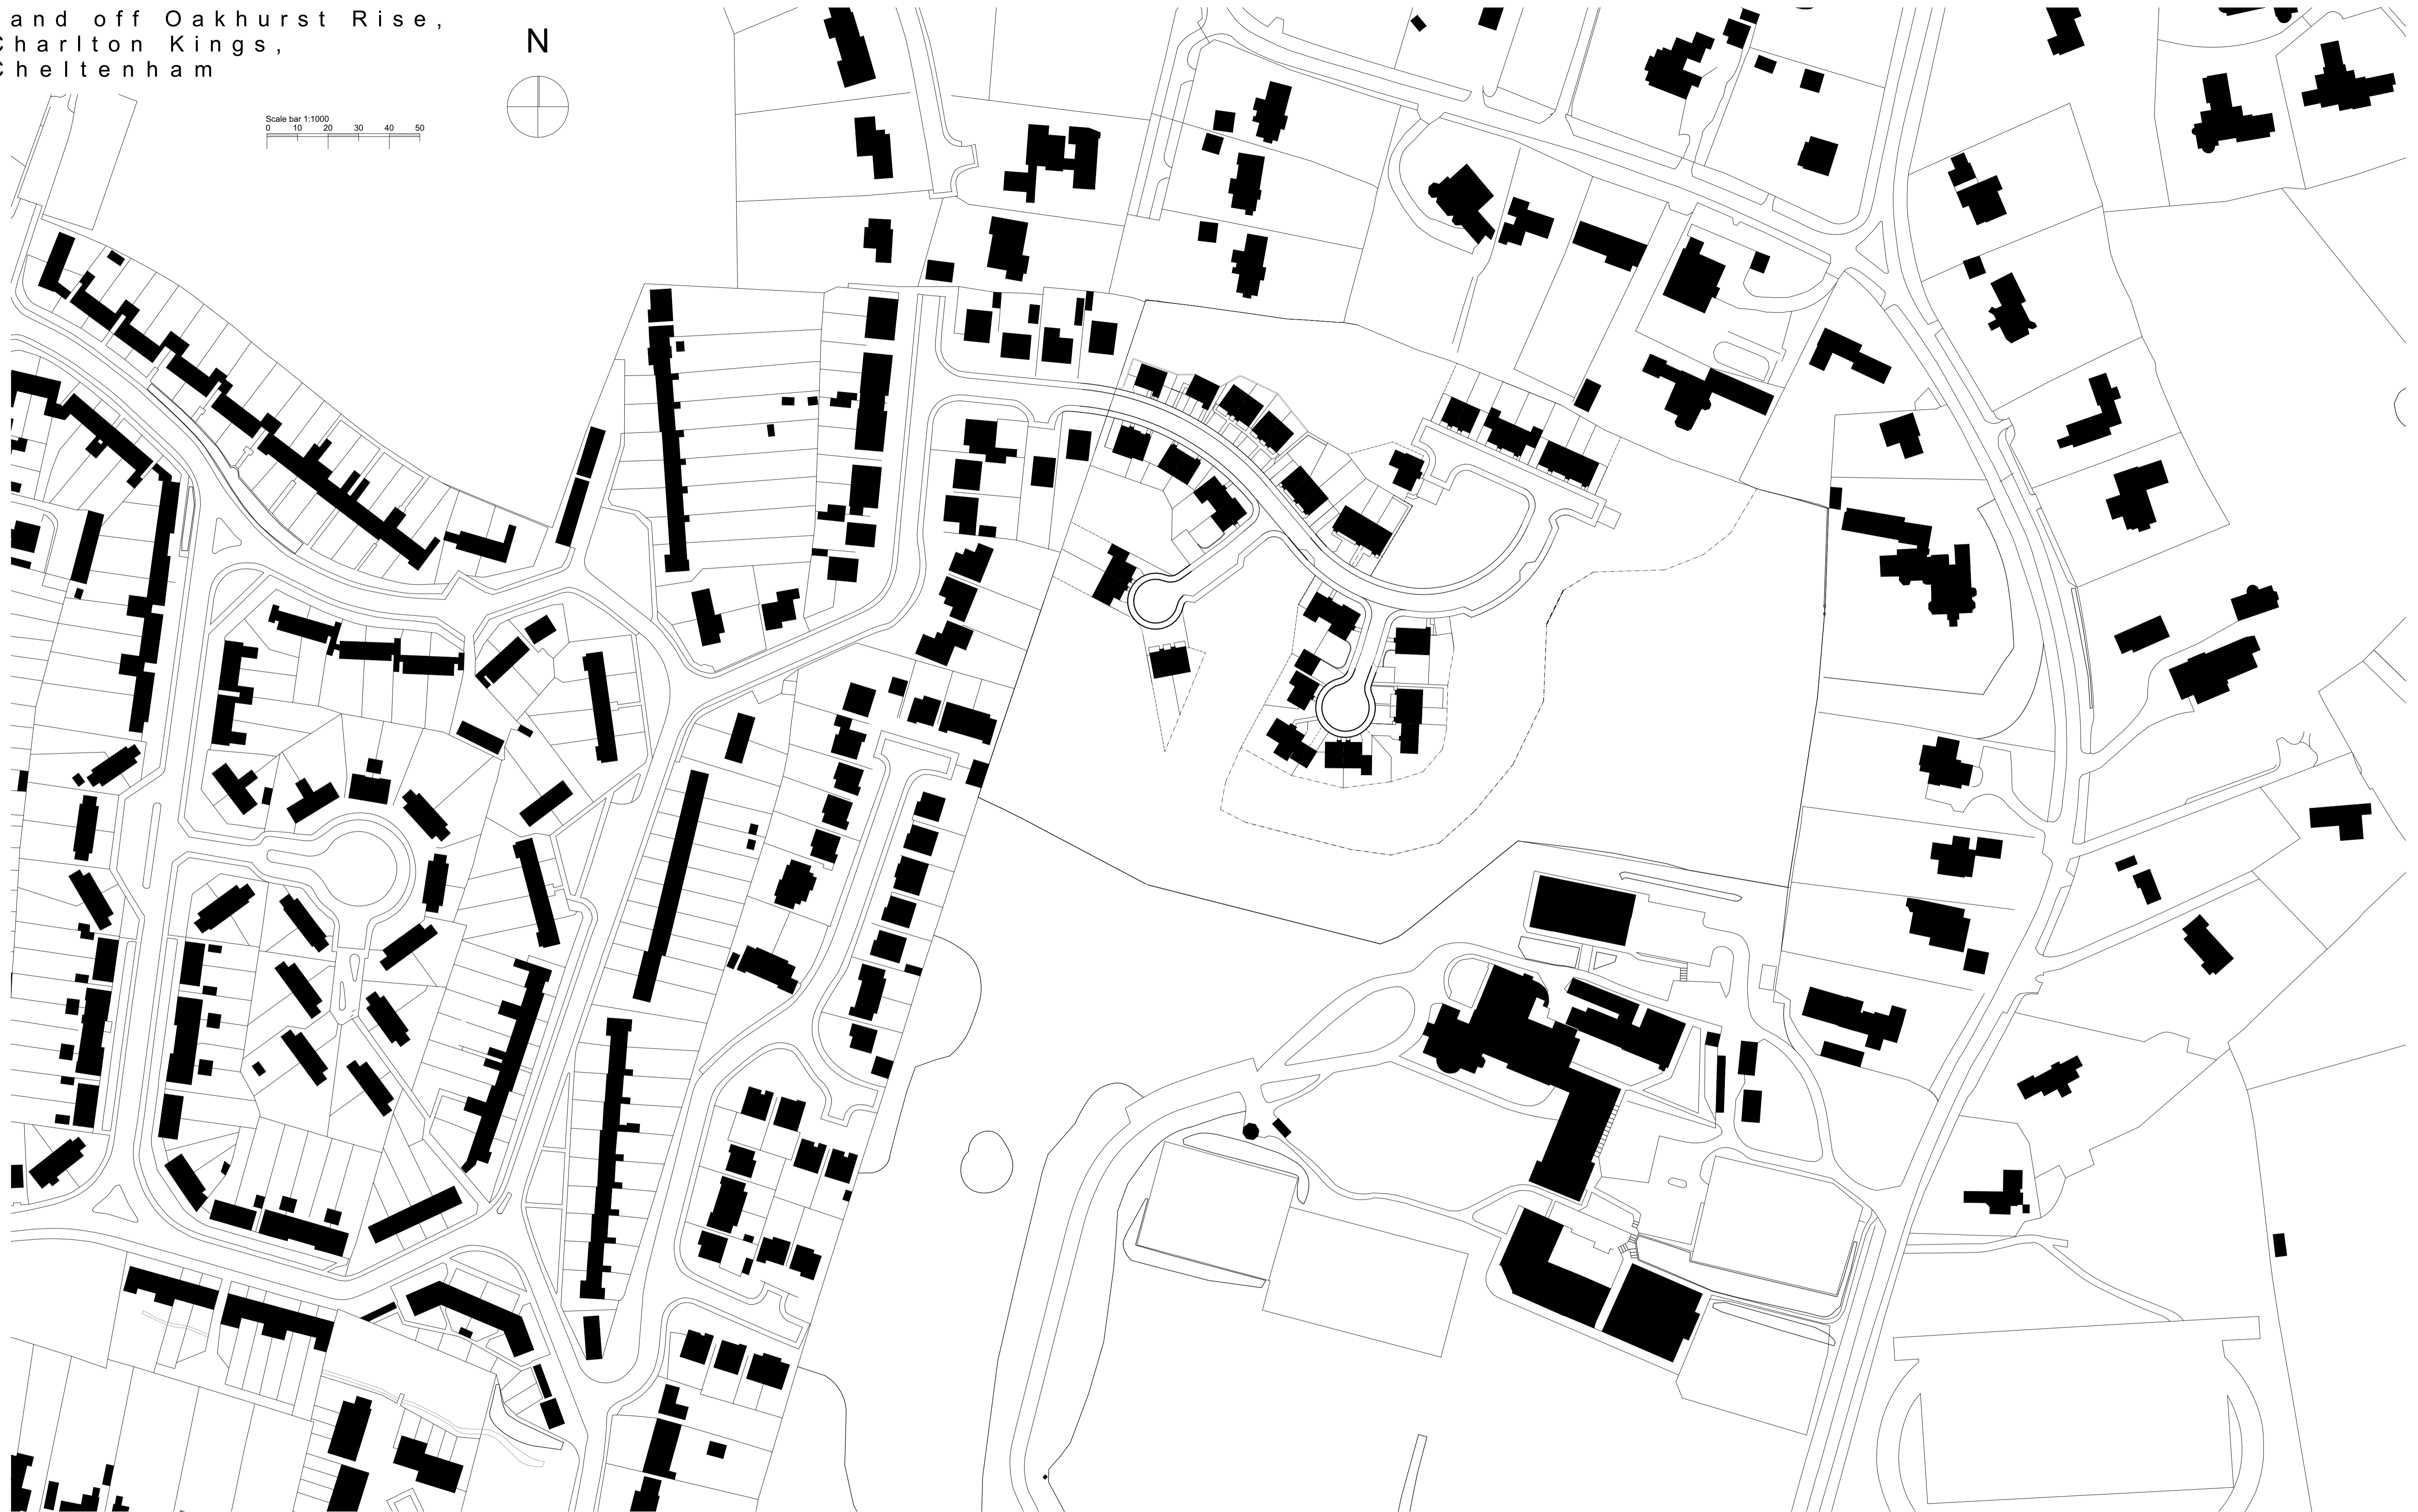 and off Oakhurst Rise,
Charlton Kings,
Cheltenham
N
Scale bar 1:1000
0 10 20 30 40 50